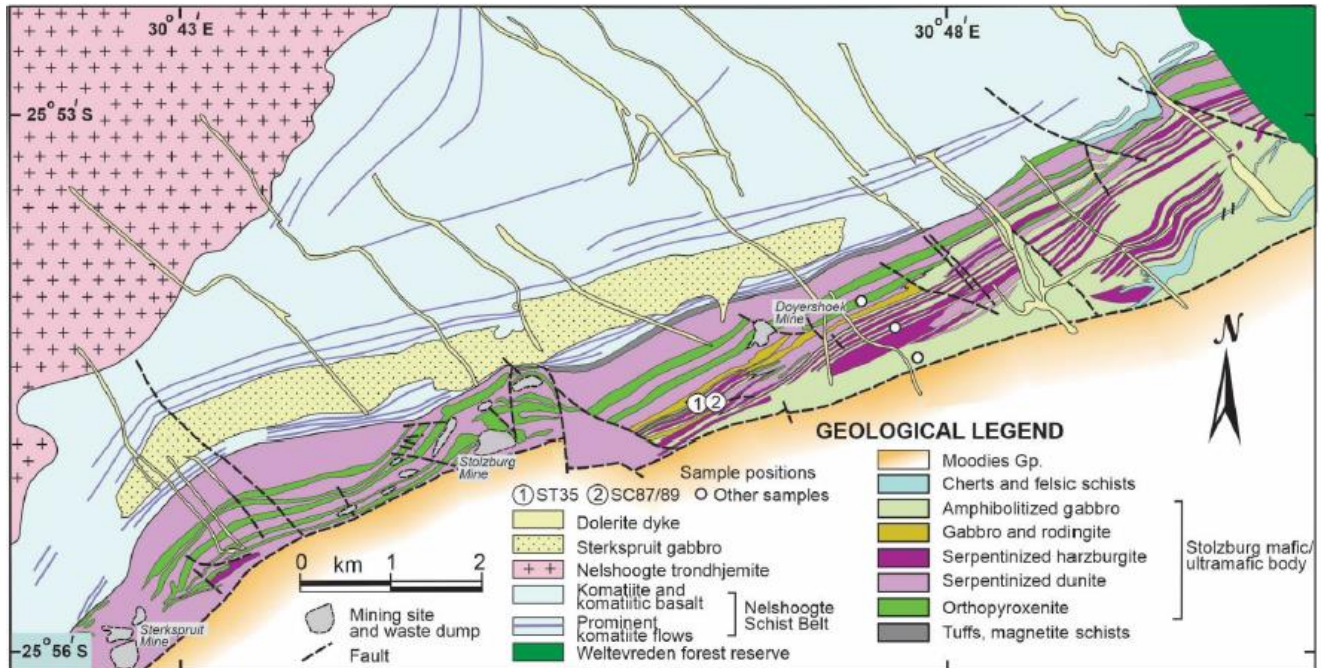 30° 43′ E
30° 48′ E
25° 53′ S
Doyershoek
Mine
N
Stolzburg
Mine
GEOLOGICAL LEGEND
Sample positions
① ST35 ② SC87/89 Other samples
Dolerite dyke
Sterkspruit gabbro
Nelshoogte trondhjemite
Komatiite and
komatiitic basalt
Prominent
komatiite flows
Nelshoogte
Schist Belt
Weltevreden forest reserve
Moodies Gp.
Cherts and felsic schists
Amphibolitized gabbro
Gabbro and rodingite
Serpentinized harzburgite
Serpentinized dunite
Orthopyroxenite
Tuffs, magnetite schists
Stolzburg mafic/
ultramafic body
0 km 1 2
Mining site
and waste dump
Fault
Sterkspruit
Mine
25° 56′ S
① ②